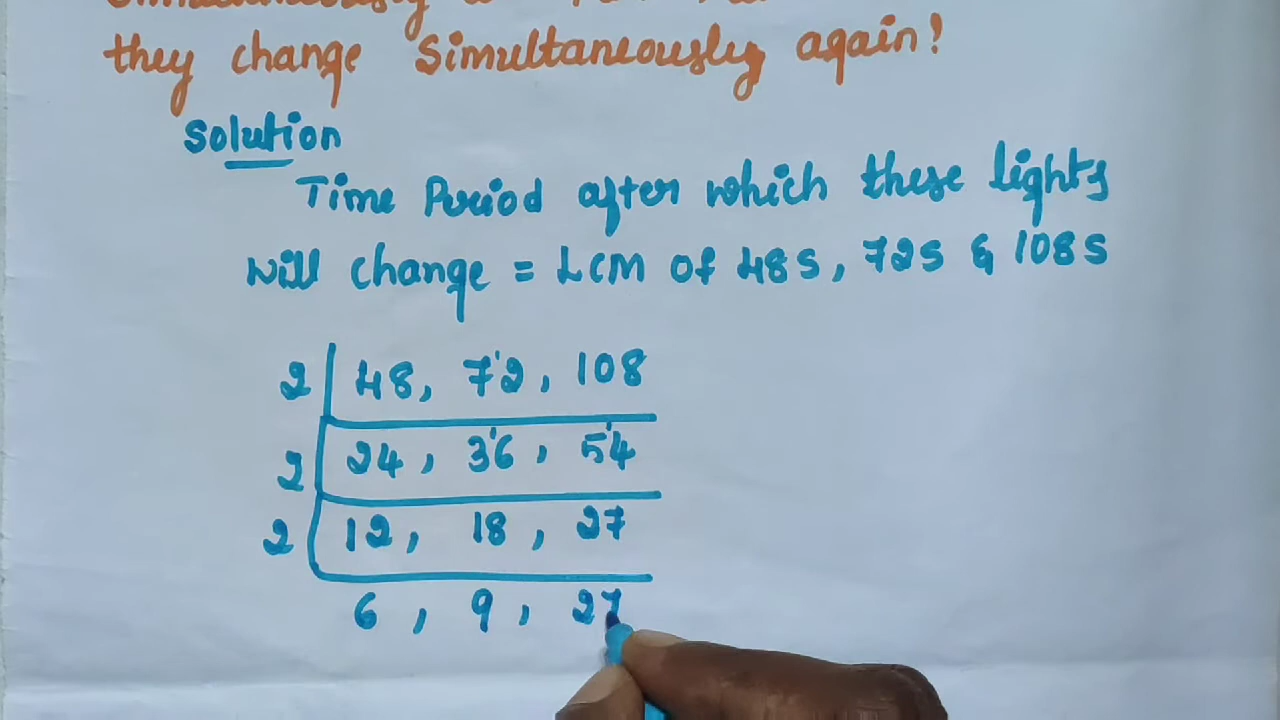 they change Simultaneously again?
Solution
Time Period after which these lights
will change = LCM of 48s, 72s & 108s
2 48, 72, 108
2 24, 36, 54
2 12, 18, 27
6, 9, 27